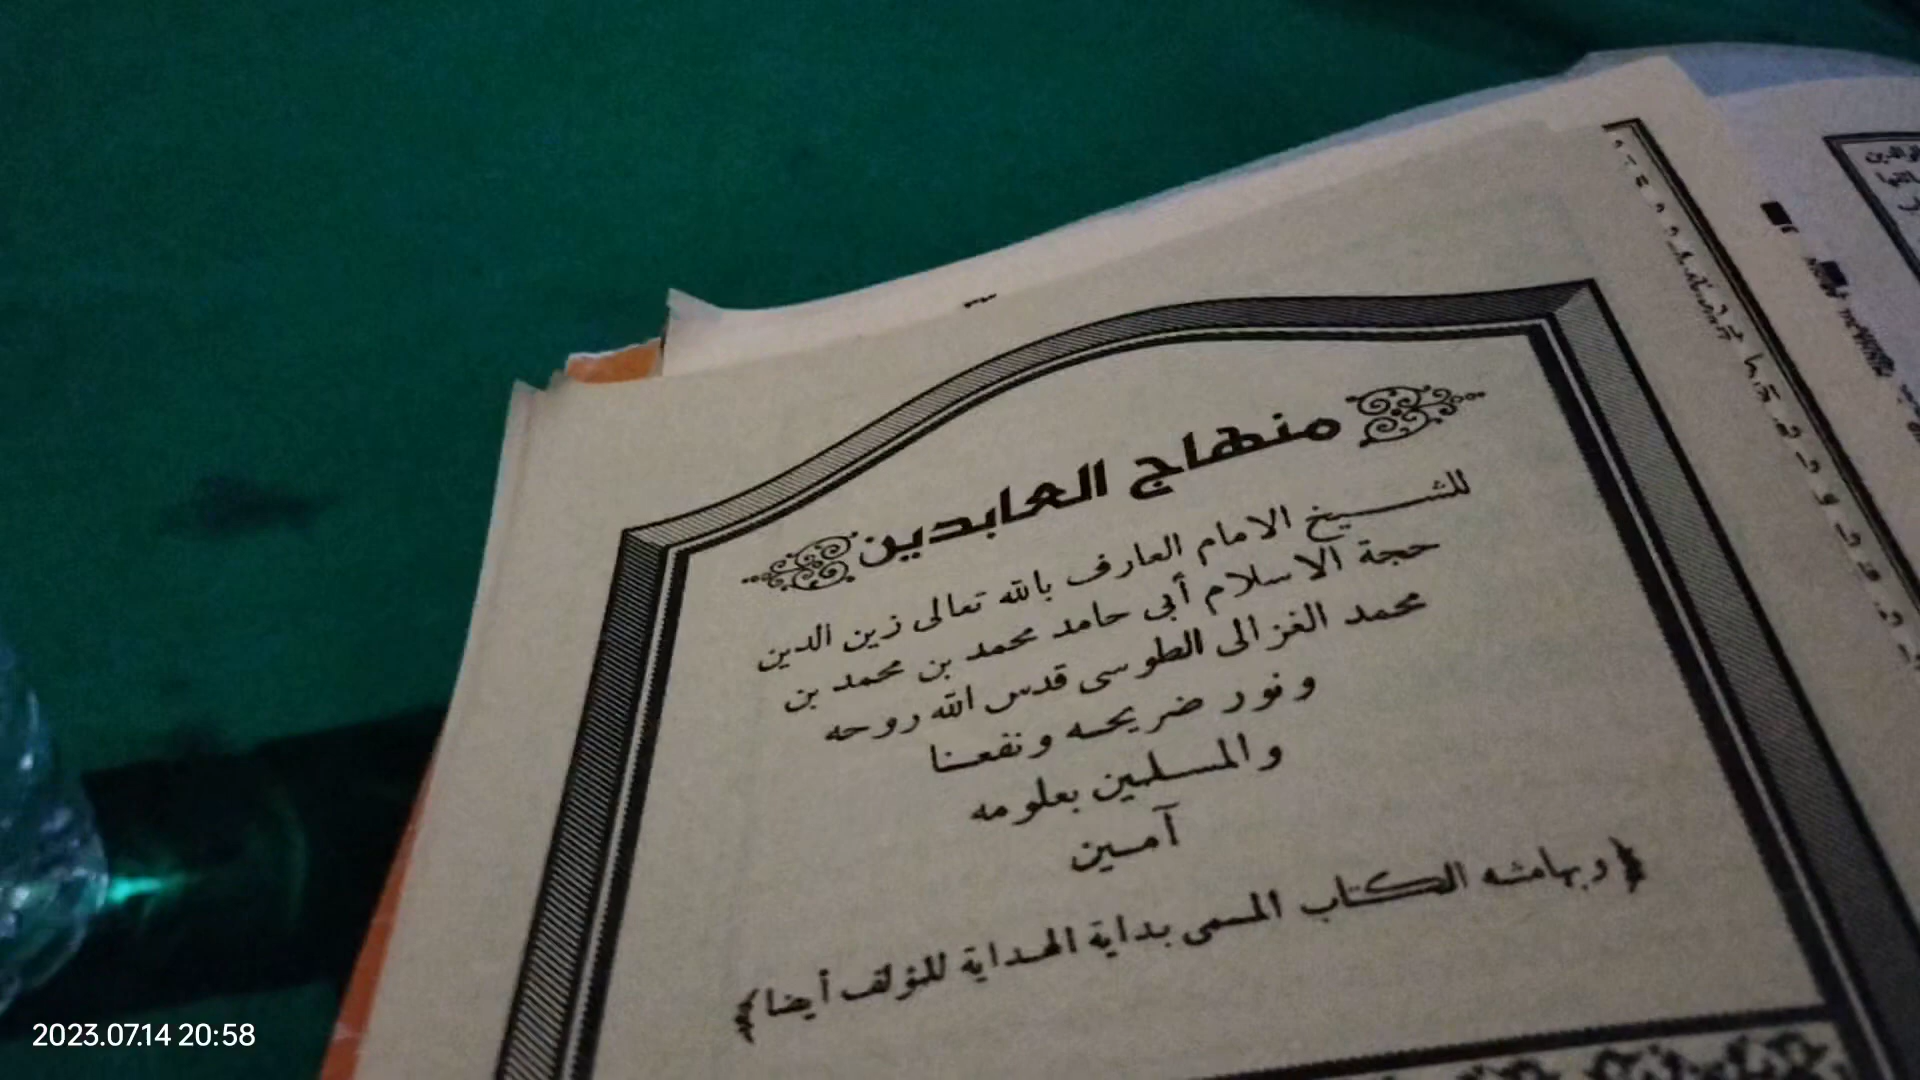 منهاج العابدين
للشيخ الامام العارف بالله تعالى زين الدين
حجة الاسلام أبى حامد محمد بن محمد بن
محمد الغزالى الطوسى قدس الله روحه
ونور ضريحه ونفعنا
والمسلمين بعلومه
آمين
﴿وبهامشه الكتاب المسمى بداية الهداية للمؤلف أيضا﴾
2023.07.14 20:58